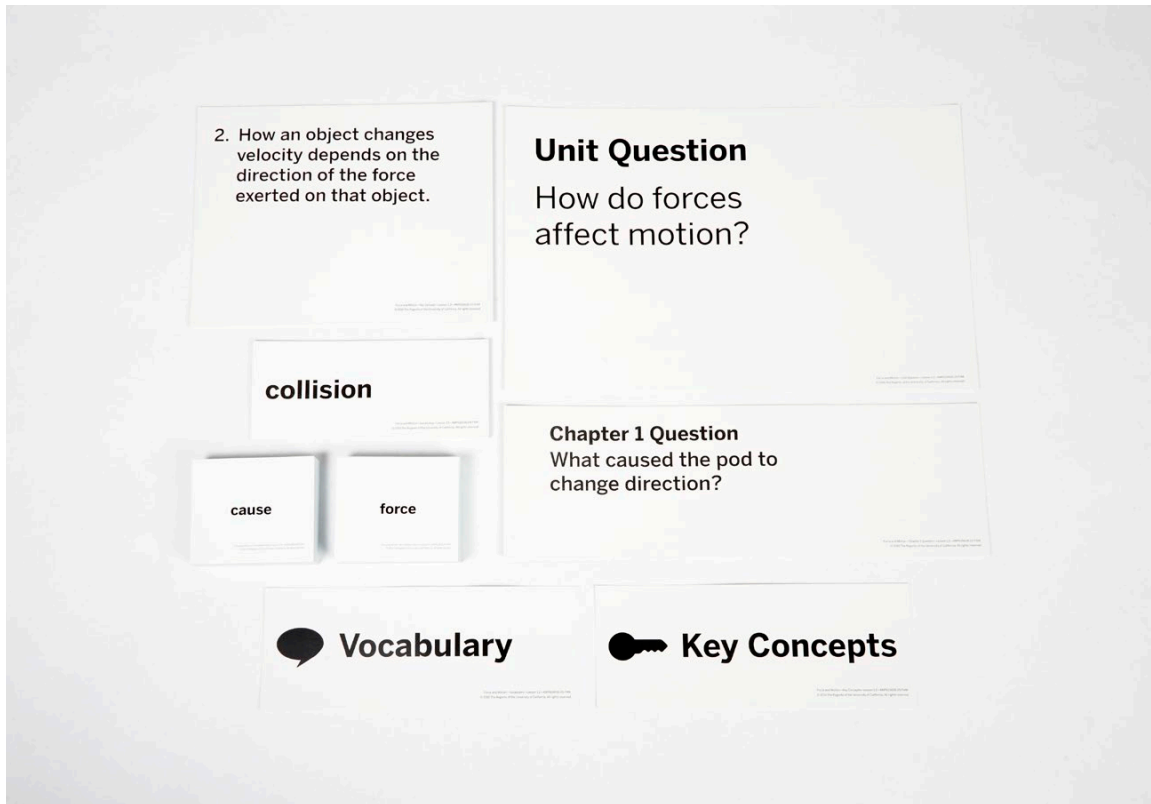 2. How an object changes
velocity depends on the
direction of the force
exerted on that object.
Unit Question
How do forces
affect motion?
collision
Chapter 1 Question
What caused the pod to
change direction?
cause
force
Vocabulary
Key Concepts